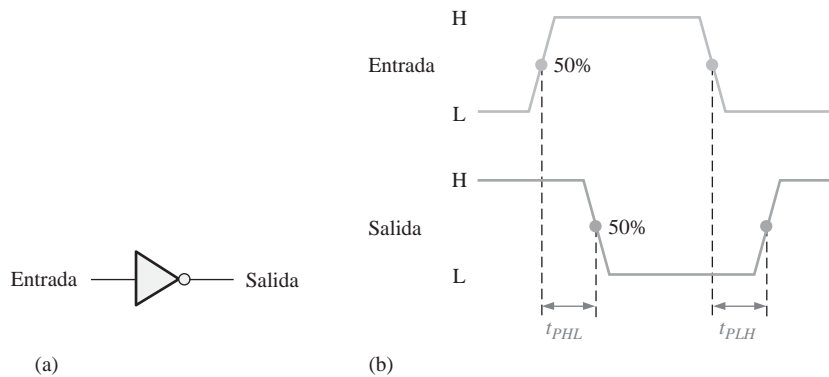 Entrada
Salida
(a)
H
Entrada
50%
L
H
Salida
50%
L
tPHL
tPLH
(b)